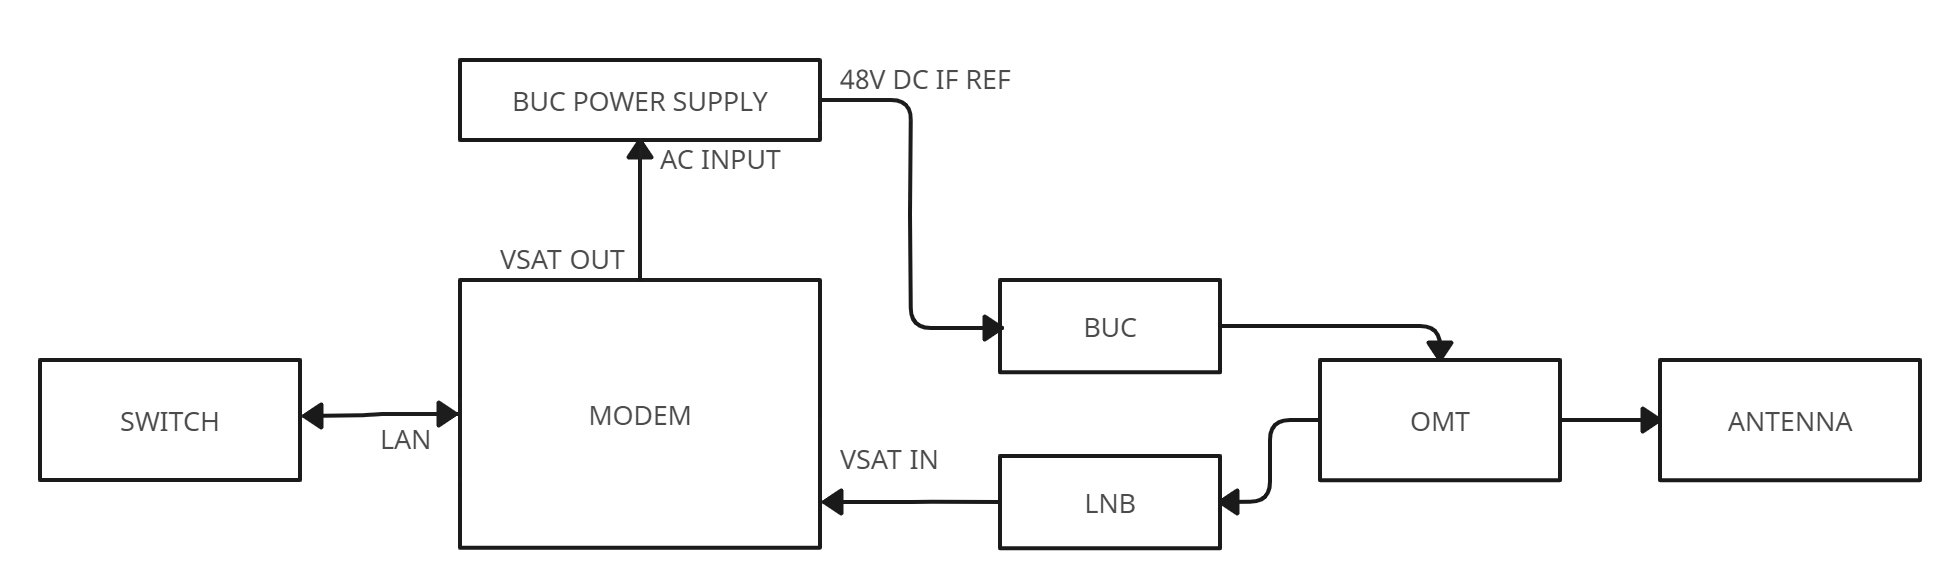 48V DC IF REF
BUC POWER SUPPLY
AC INPUT
VSAT OUT
BUC
SWITCH
LAN
MODEM
OMT
ANTENNA
VSAT IN
LNB